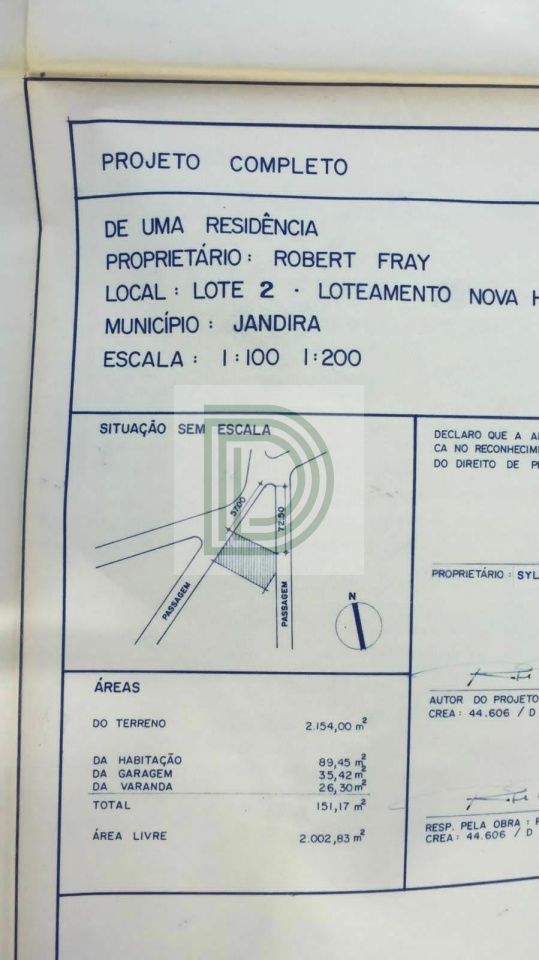 PROJETO COMPLETO
DE UMA RESIDÊNCIA
PROPRIETÁRIO: ROBERT FRAY
LOCAL: LOTE 2 · LOTEAMENTO NOVA H
MUNICÍPIO: JANDIRA
ESCALA: 1:100 1:200
SITUAÇÃO SEM ESCALA
57.00
72.50
PASSAGEM
PASSAGEM
N
DECLARO QUE A A
CA NO RECONHECIM
DO DIREITO DE P
PROPRIETÁRIO: SYL
AUTOR DO PROJETO
CREA: 44.606 / D
RESP. PELA OBRA:
CREA: 44.606 / D
ÁREAS
DO TERRENO 2.154,00 m²
DA HABITAÇÃO 89,45 m²
DA GARAGEM 35,42 m²
DA VARANDA 26,30 m²
TOTAL 151,17 m²
ÁREA LIVRE 2.002,83 m²